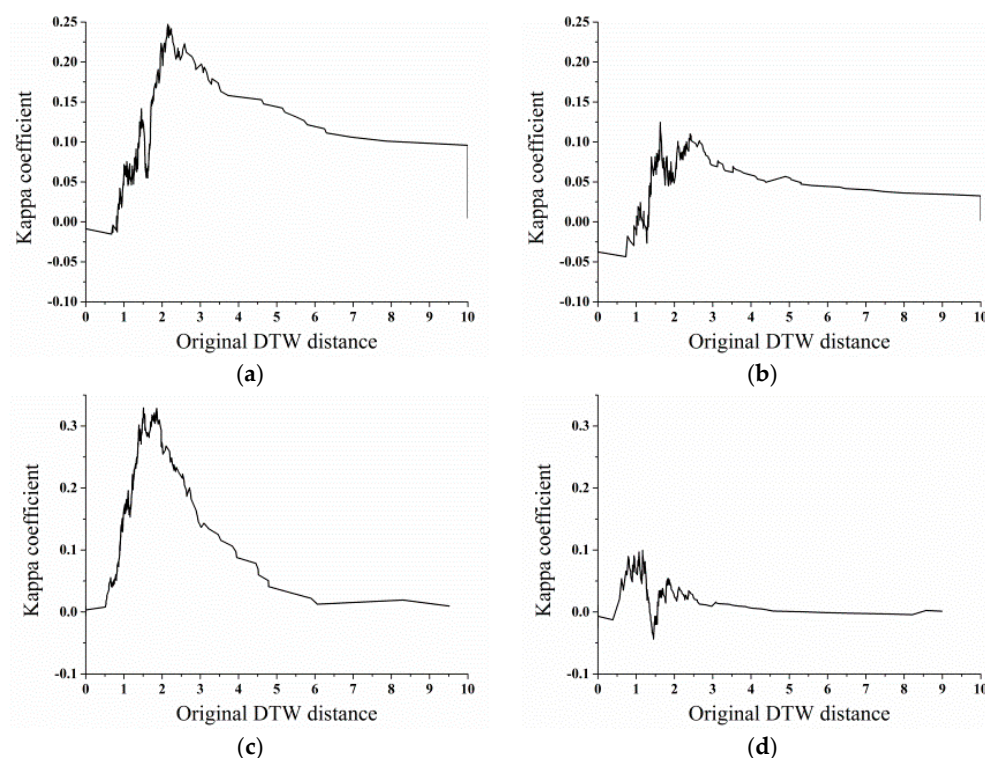 0.25
0.20
0.15
0.10
0.05
0.00
-0.05
-0.10
Kappa coefficient
0 1 2 3 4 5 6 7 8 9 10
Original DTW distance
(a)
0.25
0.20
0.15
0.10
0.05
0.00
-0.05
-0.10
Kappa coefficient
0 1 2 3 4 5 6 7 8 9 10
Original DTW distance
(b)
0.3
0.2
0.1
0.0
-0.1
Kappa coefficient
0 1 2 3 4 5 6 7 8 9 10
Original DTW distance
(c)
0.3
0.2
0.1
0.0
-0.1
Kappa coefficient
0 1 2 3 4 5 6 7 8 9 10
Original DTW distance
(d)